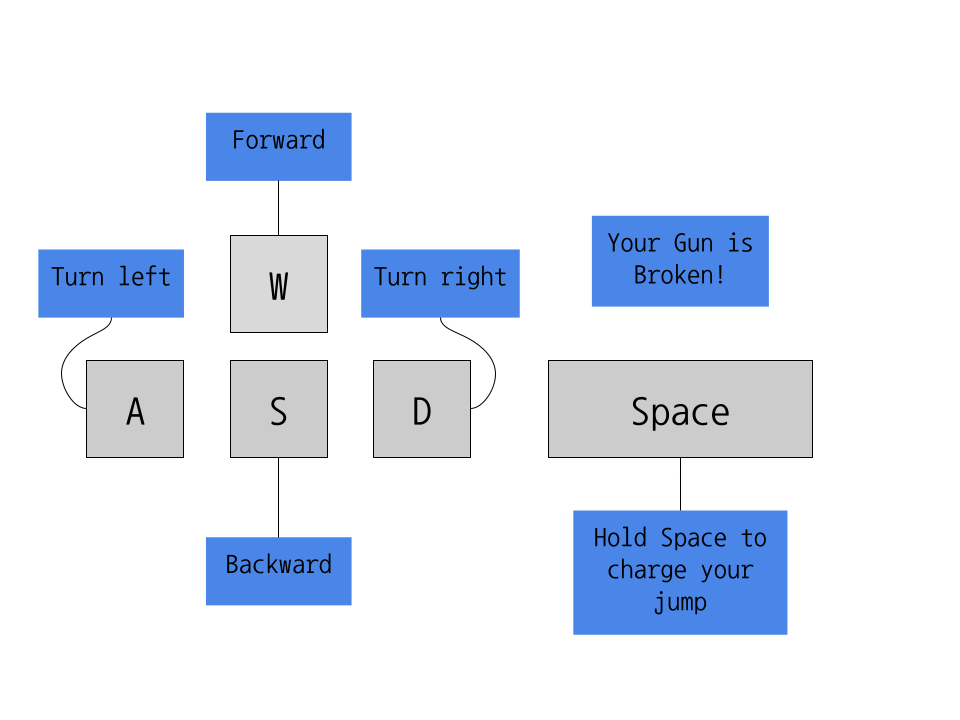 Forward
Turn left
W
Turn right
Your Gun is
Broken!
A
S
D
Space
Backward
Hold Space to
charge your
jump